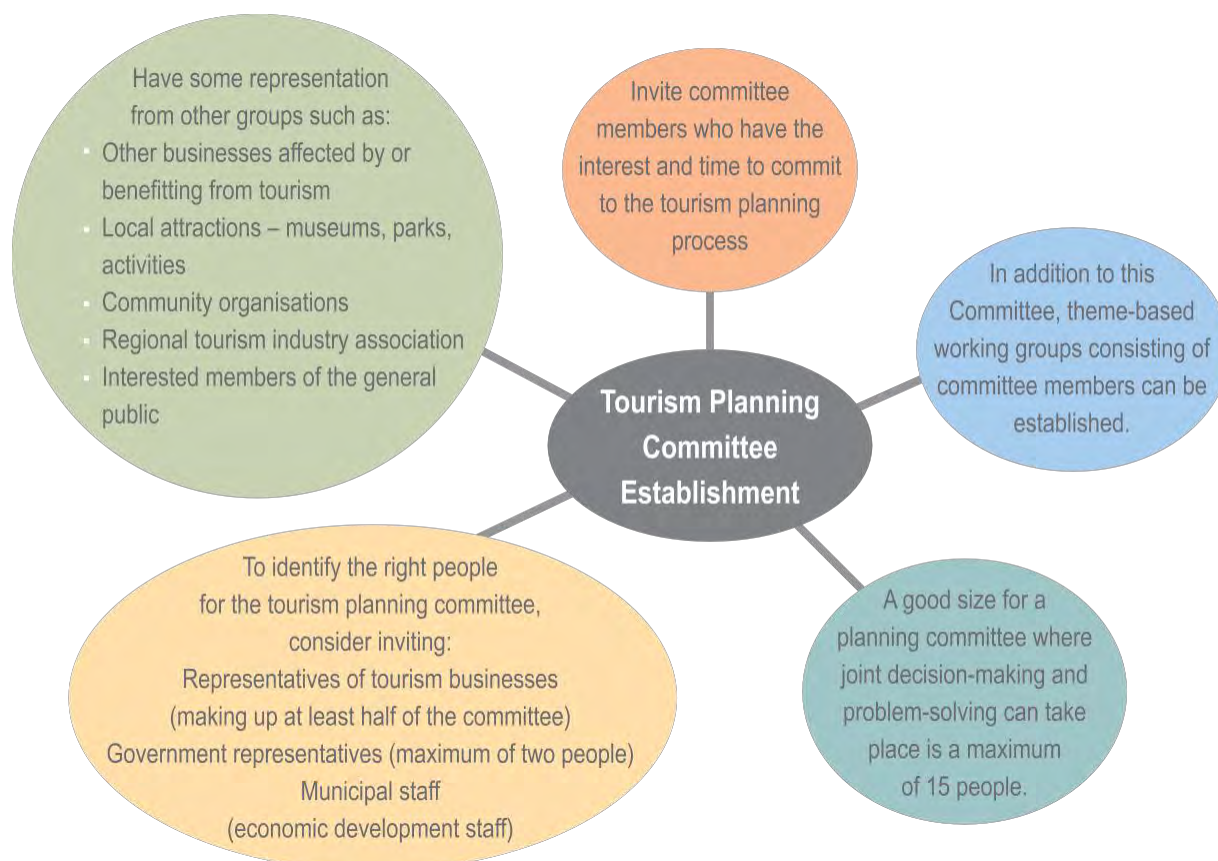 Have some representation
from other groups such as:
▪ Other businesses affected by or
benefitting from tourism
▪ Local attractions – museums, parks,
activities
▪ Community organisations
▪ Regional tourism industry association
▪ Interested members of the general
public
Invite committee
members who have the
interest and time to commit
to the tourism planning
process
In addition to this
Committee, theme-based
working groups consisting of
committee members can be
established.
Tourism Planning
Committee
Establishment
To identify the right people
for the tourism planning committee,
consider inviting:
Representatives of tourism businesses
(making up at least half of the committee)
Government representatives (maximum of two people)
Municipal staff
(economic development staff)
A good size for a
planning committee where
joint decision-making and
problem-solving can take
place is a maximum
of 15 people.